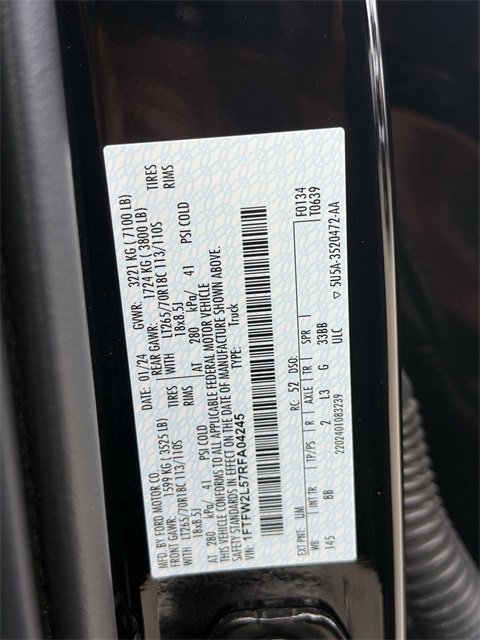 MFD. BY FORD MOTOR CO. DATE: 01/24 GVWR: 3221 KG ( 7100 LB)
FRONT GAWR: 1599 KG ( 3525 LB) REAR GAWR: 1724 KG ( 3800 LB)
WITH LT265/70R18C 113/110S TIRES WITH LT265/70R18C 113/110S TIRES
18x8.5J RIMS 18x8.5J RIMS
AT 280 kPa/ 41 PSI COLD AT 280 kPa/ 41 PSI COLD
THIS VEHICLE CONFORMS TO ALL APPLICABLE FEDERAL MOTOR VEHICLE
SAFETY STANDARDS IN EFFECT ON THE DATE OF MANUFACTURE SHOWN ABOVE.
VIN: 1FTFW2L57RFA04245 TYPE: Truck
F0134
T0639
EXT PNT: UM RC: 52 DSO:
WB INT TR TP/PS R AXLE TR SPR
145 8B 2 L3 G 33BB
ULC 5U5A-3520472-AA
2202401083239